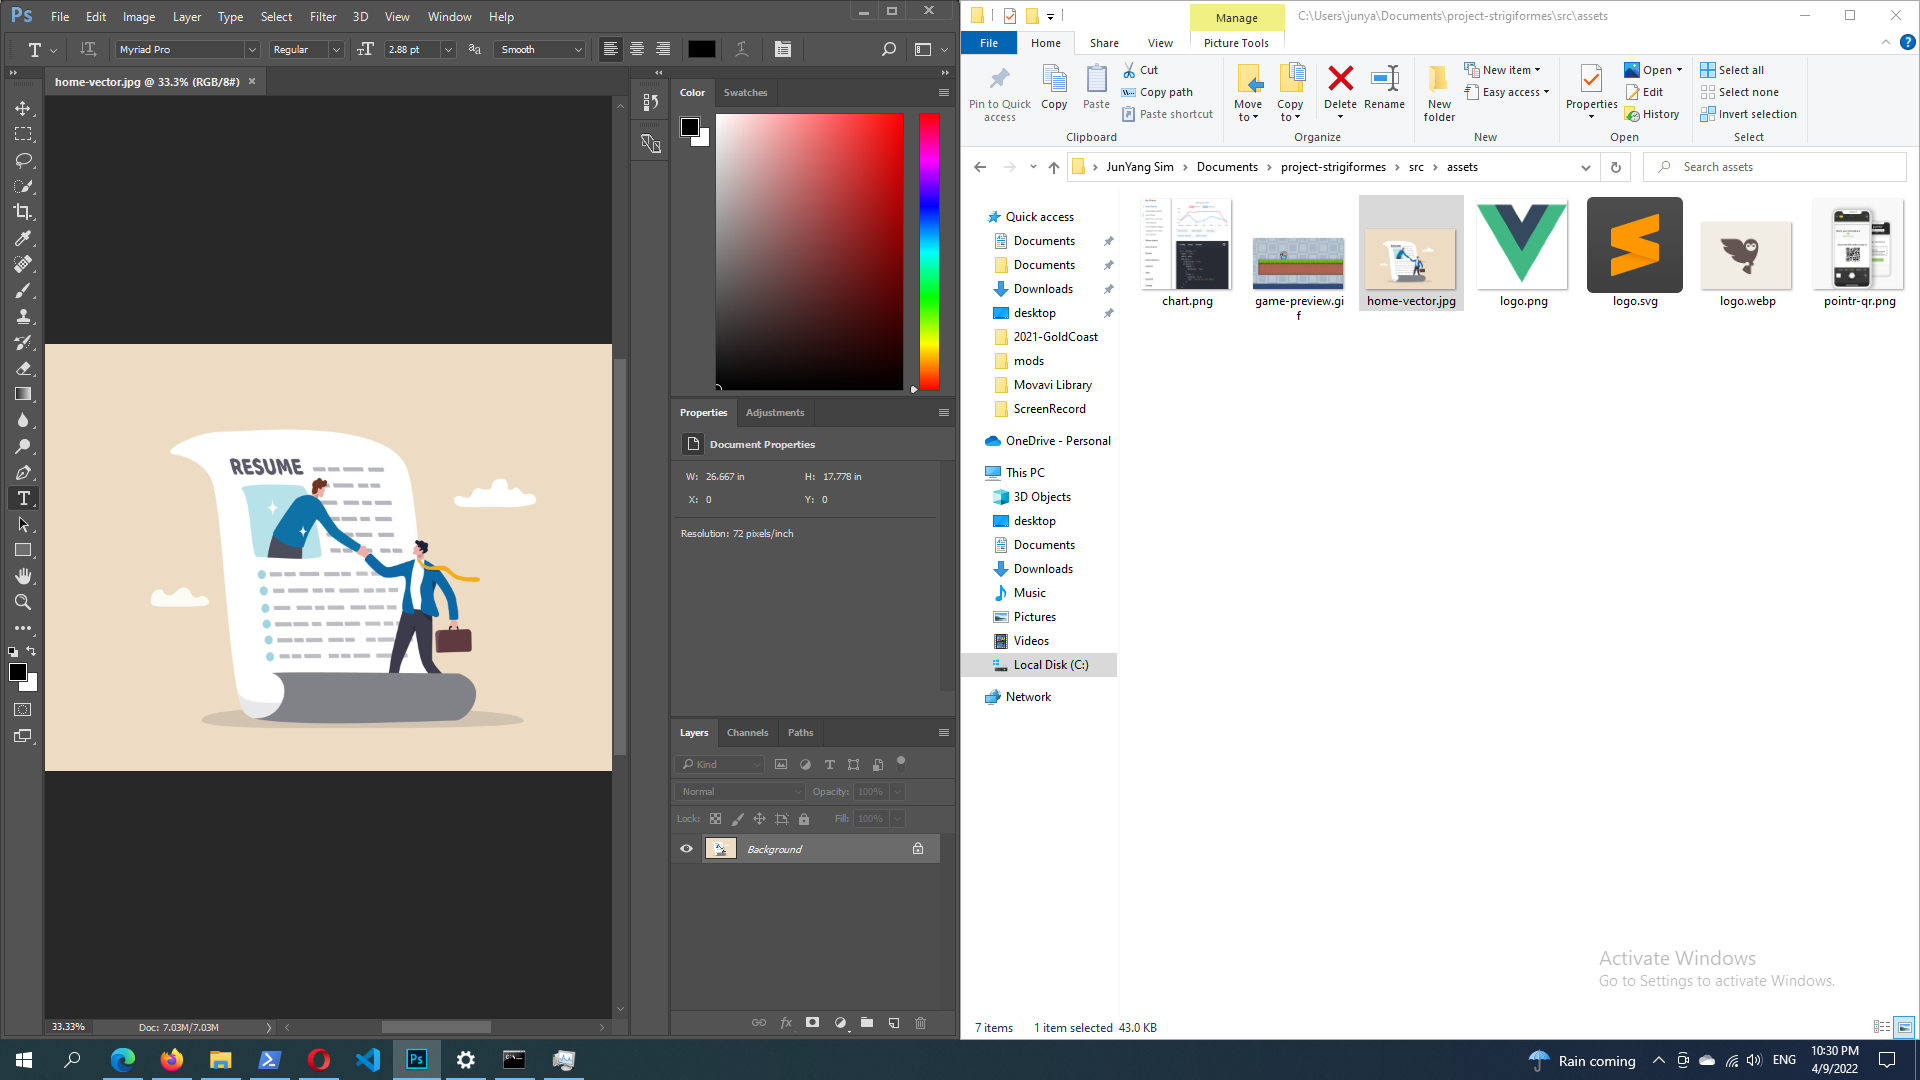 Ps File Edit Image Layer Type Select Filter 3D View Window Help
T Myriad Pro Regular 2.88 pt Smooth
home-vector.jpg @ 33.3% (RGB/8#)
RESUME
33.33% Doc: 7.03M/7.03M
Color Swatches
Properties Adjustments
Document Properties
W: 26.667 in H: 17.778 in
X: 0 Y: 0
Resolution: 72 pixels/inch
Layers Channels Paths
Kind
Normal Opacity: 100%
Lock: Fill: 100%
Background
fx
Manage C:\Users\junya\Documents\project-strigiformes\src\assets
File Home Share View Picture Tools
Pin to Quick access
Copy
Paste
Cut
Copy path
Paste shortcut
Clipboard
Move to
Copy to
Delete
Rename
Organize
New folder
New item
Easy access
New
Properties
Open
Edit
History
Open
Select all
Select none
Invert selection
Select
JunYang Sim Documents project-strigiformes src assets
Search assets
Quick access
Documents
Documents
Downloads
desktop
2021-GoldCoast
mods
Movavi Library
ScreenRecord
OneDrive - Personal
This PC
3D Objects
desktop
Documents
Downloads
Music
Pictures
Videos
Local Disk (C:)
Network
chart.png
game-preview.gi
f
home-vector.jpg
logo.png
logo.svg
logo.webp
pointr-qr.png
Activate Windows
Go to Settings to activate Windows.
7 items 1 item selected 43.0 KB
Ps
Rain coming ENG 10:30 PM
4/9/2022